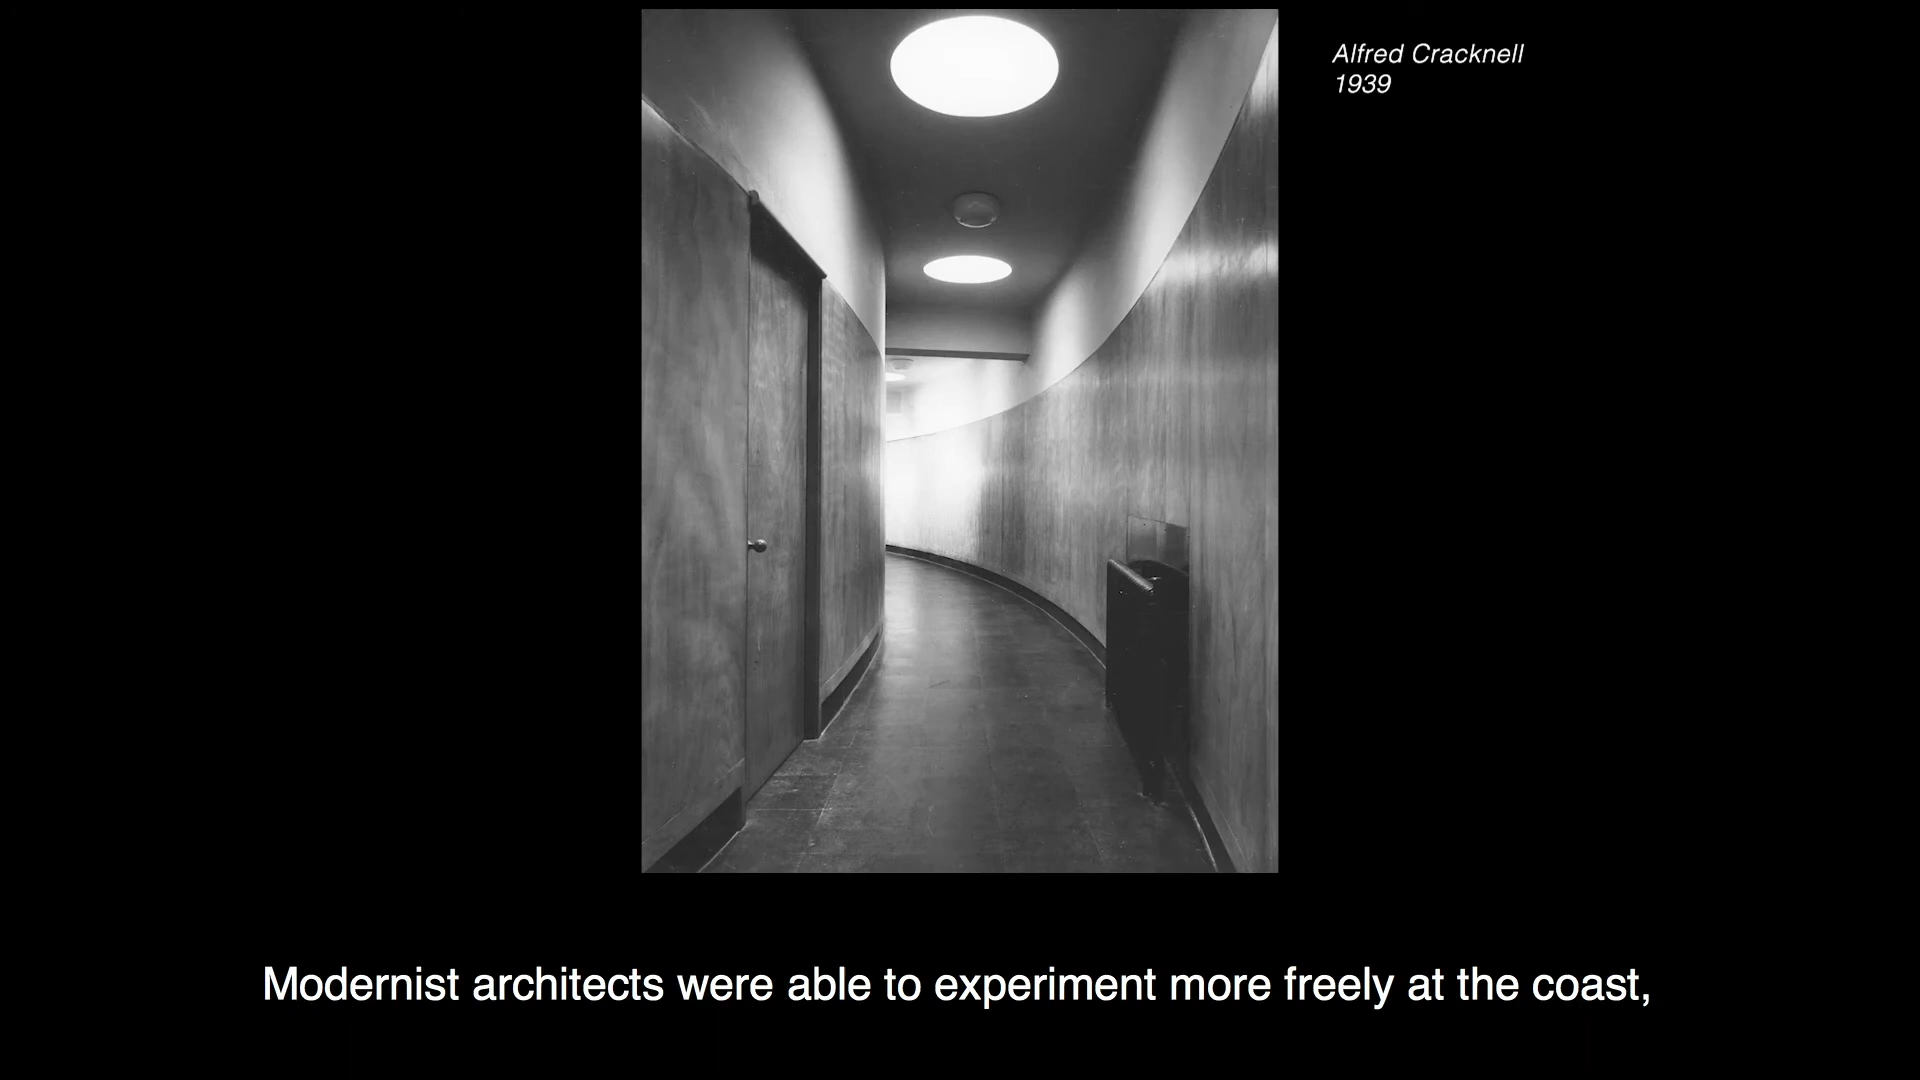 Alfred Cracknell
1939
Modernist architects were able to experiment more freely at the coast,